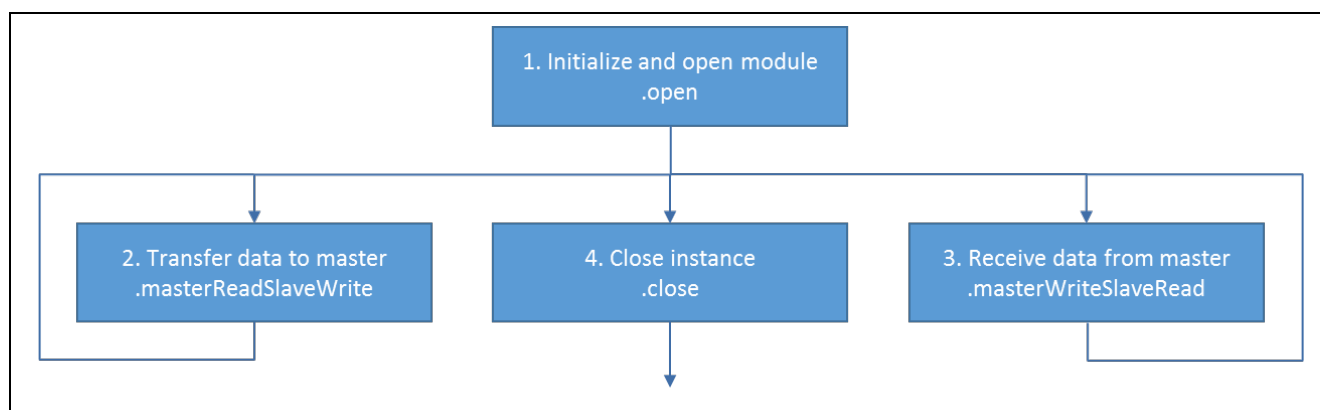 1. Initialize and open module
.open
2. Transfer data to master
.masterReadSlaveWrite
4. Close instance
.close
3. Receive data from master
.masterWriteSlaveRead